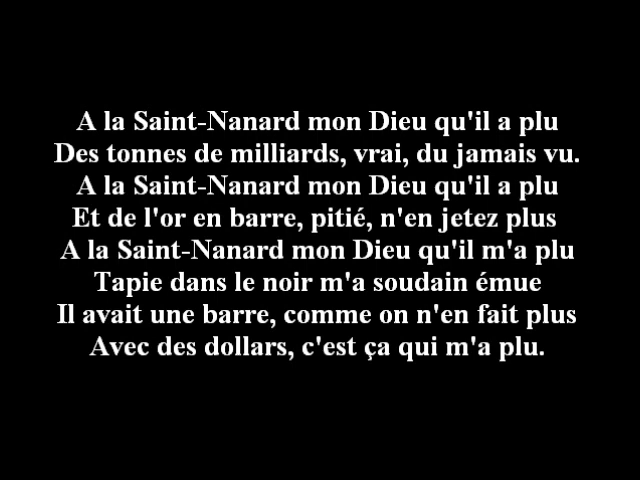 A la Saint-Nanard mon Dieu qu'il a plu
Des tonnes de milliards, vrai, du jamais vu.
A la Saint-Nanard mon Dieu qu'il a plu
Et de l'or en barre, pitié, n'en jetez plus
A la Saint-Nanard mon Dieu qu'il m'a plu
Tapie dans le noir m'a soudain émue
Il avait une barre, comme on n'en fait plus
Avec des dollars, c'est ça qui m'a plu.